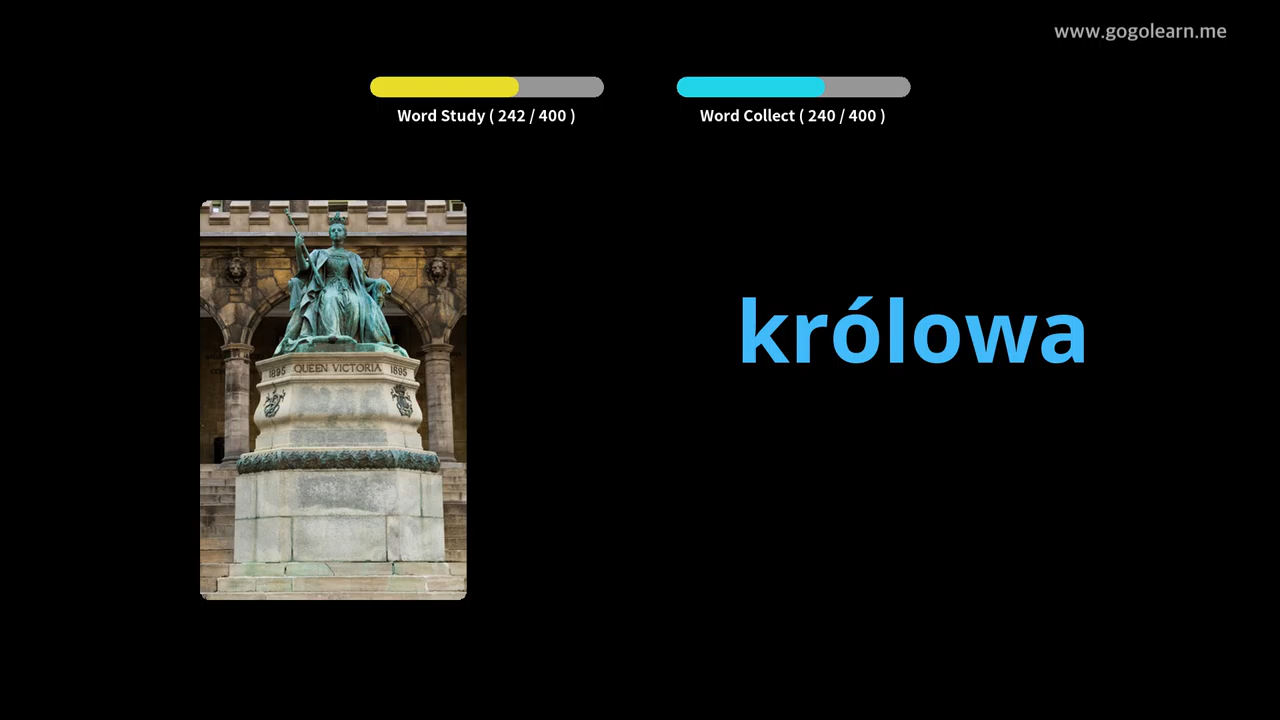 www.gogolearn.me
Word Study ( 242 / 400 )
Word Collect ( 240 / 400 )
1895 QUEEN VICTORIA 1895
królowa